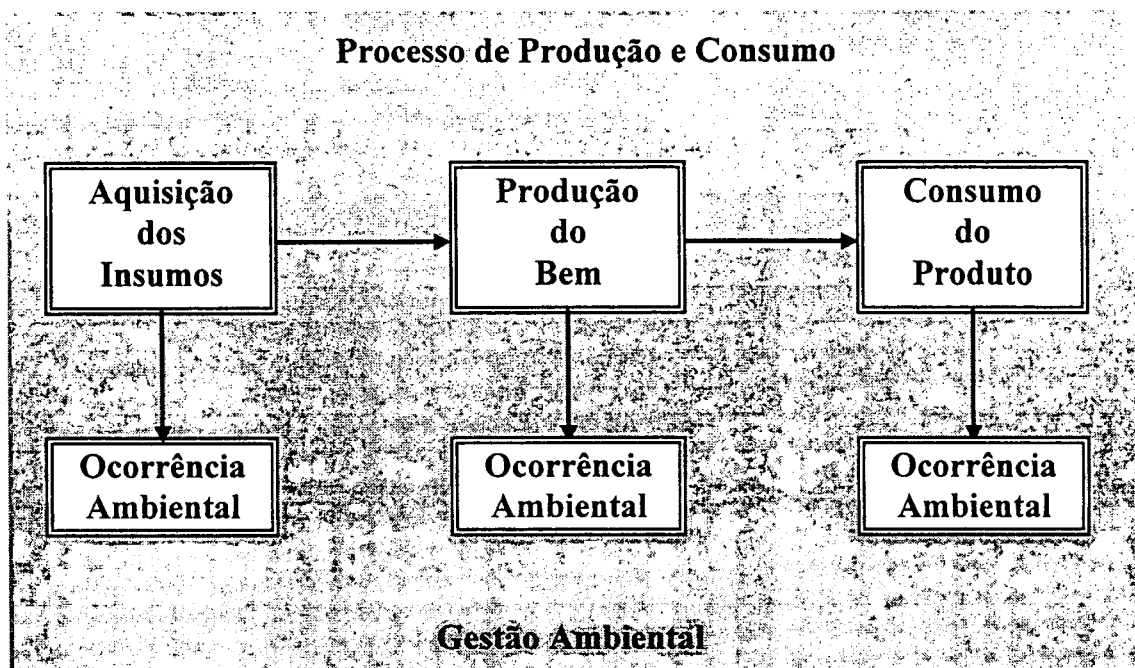 Processo de Produção e Consumo
Aquisição
dos
Insumos
Produção
do
Bem
Consumo
do
Produto
Ocorrência
Ambiental
Ocorrência
Ambiental
Ocorrência
Ambiental
Gestão Ambiental